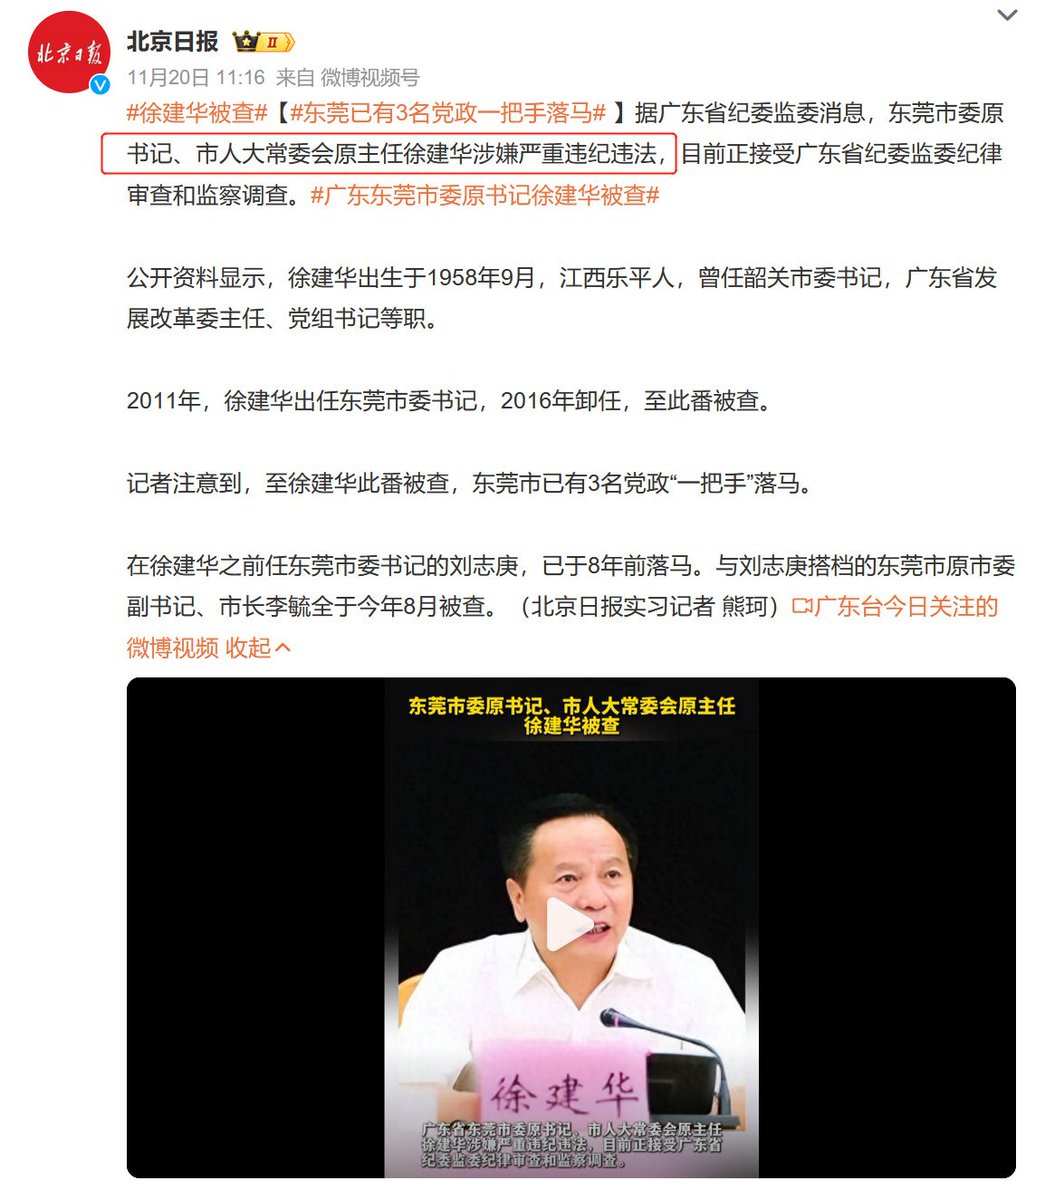 北京日报
北京日报 II
11月20日 11:16 来自 微博视频号
#徐建华被查#【#东莞已有3名党政一把手落马# 】据广东省纪委监委消息，东莞市委原
书记、市人大常委会原主任徐建华涉嫌严重违纪违法，目前正接受广东省纪委监委纪律
审查和监察调查。#广东东莞市委原书记徐建华被查#
公开资料显示，徐建华出生于1958年9月，江西乐平人，曾任韶关市委书记，广东省发
展改革委主任、党组书记等职。
2011年，徐建华出任东莞市委书记，2016年卸任，至此番被查。
记者注意到，至徐建华此番被查，东莞市已有3名党政“一把手”落马。
在徐建华之前任东莞市委书记的刘志庚，已于8年前落马。与刘志庚搭档的东莞市原市委
副书记、市长李毓全于今年8月被查。（北京日报实习记者 熊珂）广东台今日关注的
微博视频 收起
东莞市委原书记、市人大常委会原主任
徐建华被查
徐建华
广东省东莞市委原书记、市人大常委会原主任
徐建华涉嫌严重违纪违法，目前正接受广东省
纪委监委纪律审查和监察调查。